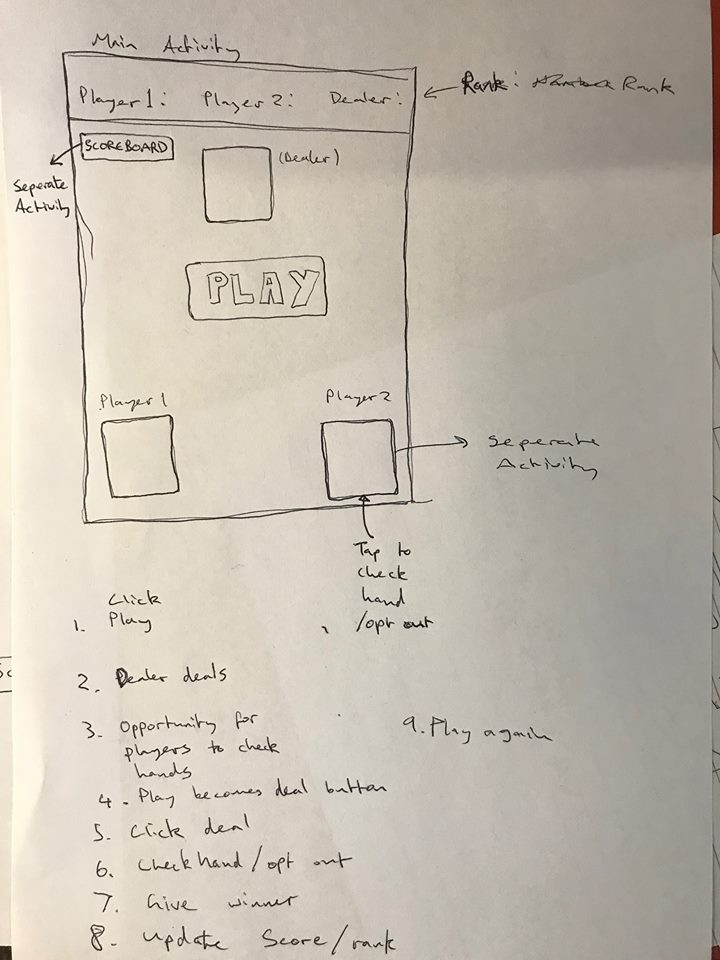 Main Activity
Player 1: Player 2: Dealer:
Rank: Rank
SCOREBOARD
(Dealer)
Seperate
Activity
PLAY
Player 1
Player 2
Seperate
Activity
Tap to
check
hand
/opt out
1. Click
Play
2. Dealer deals
3. Opportunity for
players to check
hands
4. Play becomes deal button
5. Click deal
6. Check hand/opt out
7. Give winner
8. Update Score/rank
9. Play again